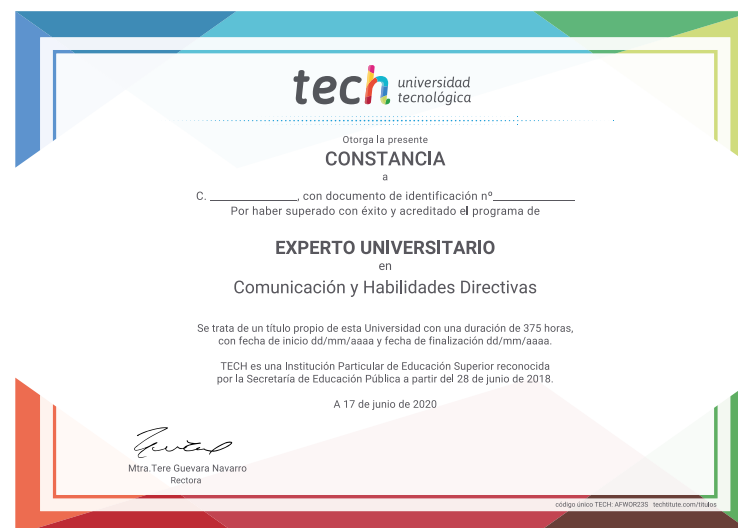 tech universidad
tecnológica
Otorga la presente
CONSTANCIA
a
C. ________________, con documento de identificación nº_______________
Por haber superado con éxito y acreditado el programa de
EXPERTO UNIVERSITARIO
en
Comunicación y Habilidades Directivas
Se trata de un título propio de esta Universidad con una duración de 375 horas,
con fecha de inicio dd/mm/aaaa y fecha de finalización dd/mm/aaaa.
TECH es una Institución Particular de Educación Superior reconocida
por la Secretaría de Educación Pública a partir del 28 de junio de 2018.
A 17 de junio de 2020
Mtra.Tere Guevara Navarro
Rectora
código único TECH: AFWOR23S techtitute.com/titulos